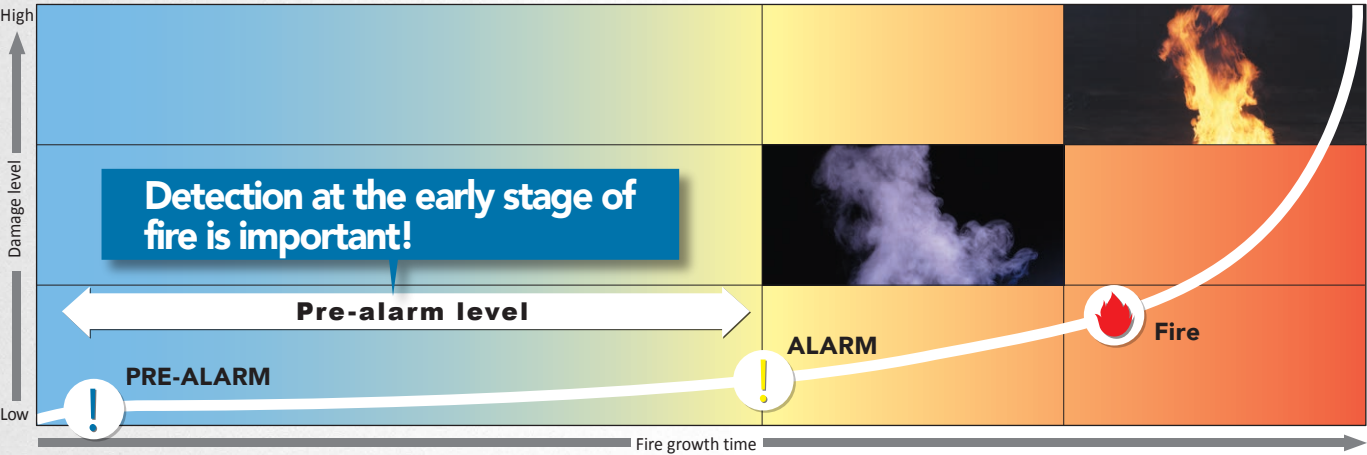 High
Damage level
Low
Detection at the early stage of
fire is important!
Pre-alarm level
PRE-ALARM
!
ALARM
!
Fire
Fire growth time